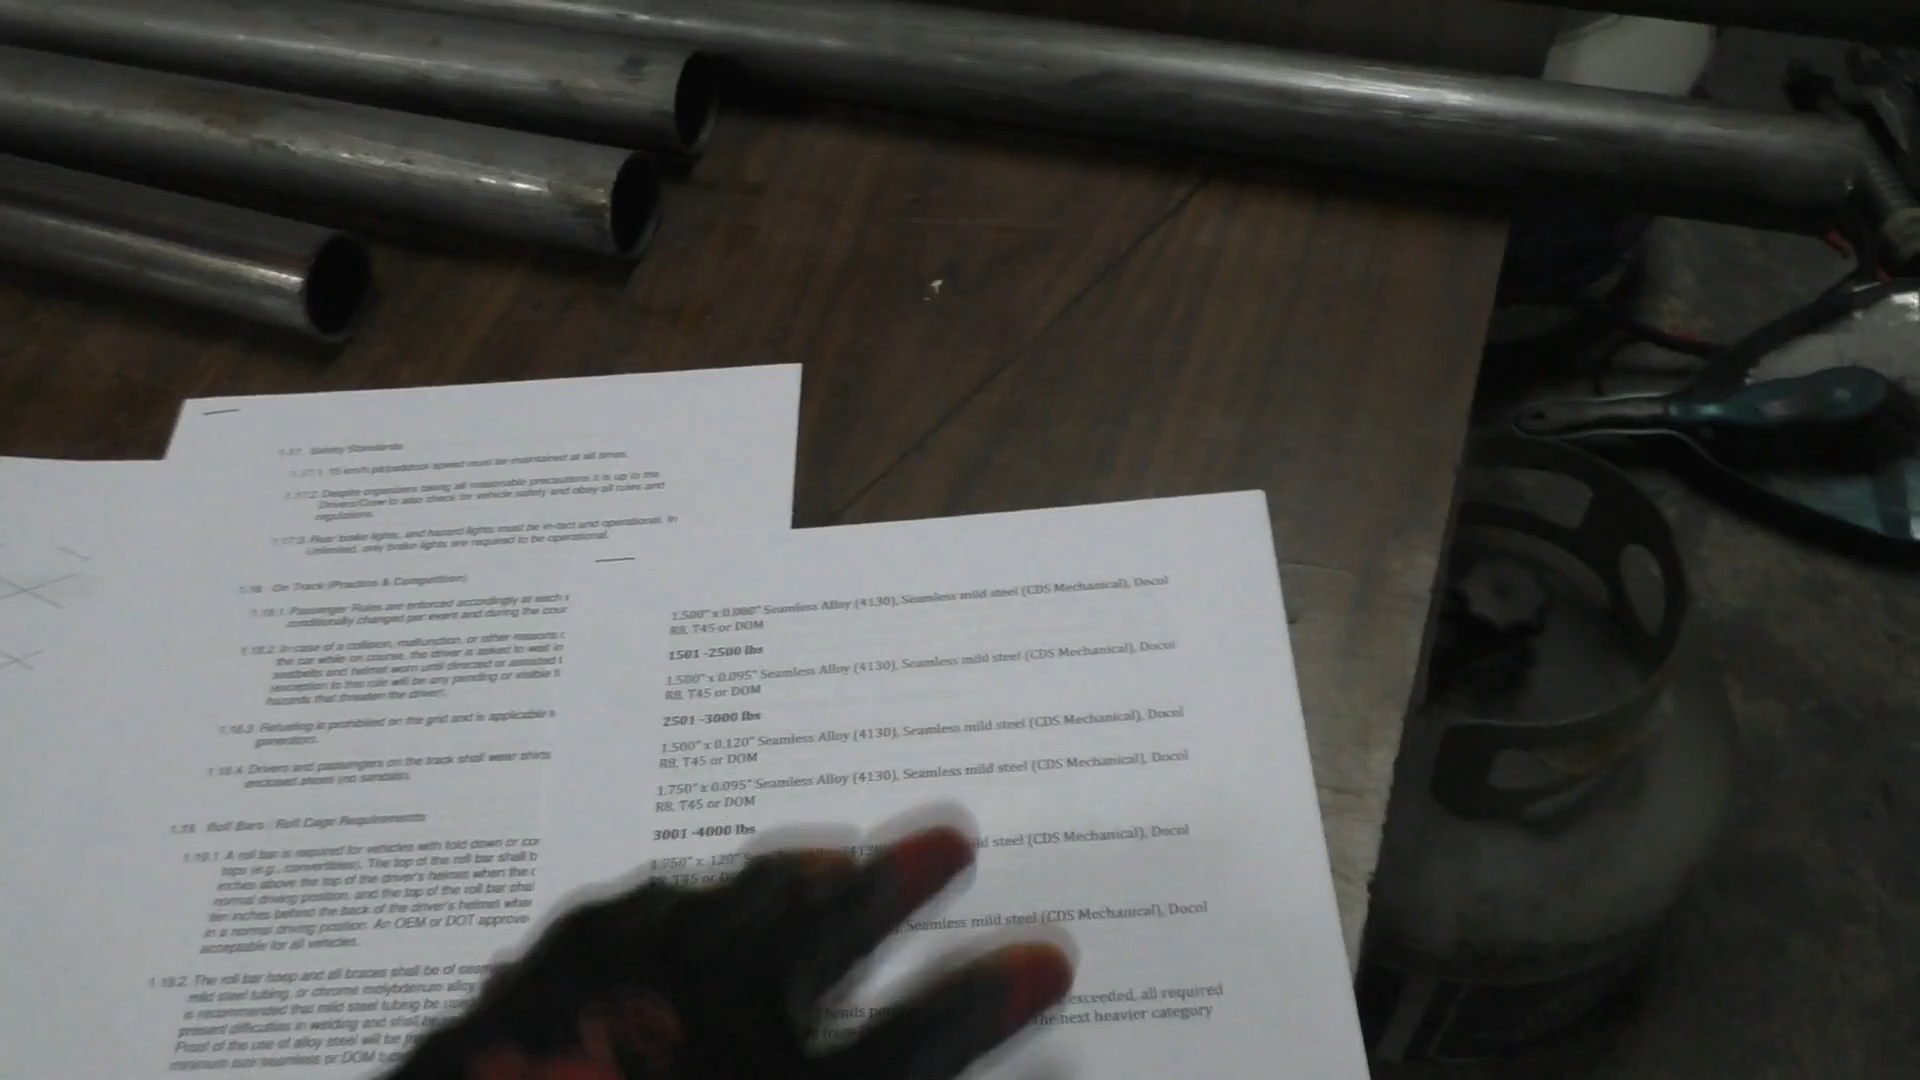 1.17. Safety Standards
1.17.1. 15 km/h pit/paddock speed must be maintained at all times.
1.17.2. Despite organizers taking all reasonable precautions it is up to the
Drivers/Crew to also check for vehicle safety and obey all rules and
regulations.
1.17.3. Rear brake lights, and hazard lights must be in-tact and operational. In
Unlimited, only brake lights are required to be operational.
1.18. On Track (Practice & Competition)
1.18.1. Passenger Rules are enforced accordingly at each
conditionally changed per event and during the
1.18.2. In case of a collision, malfunction, or other reasons
the car while on course, the driver is asked to wait in
seatbelts and helmet worn until directed or assisted
(exception to this rule will be any pending or visible
hazards that threaten the driver).
1.18.3. Refueling is prohibited on the grid and is applicable
generators.
1.18.4. Drivers and passengers on the track shall wear shirts
enclosed shoes (no sandals).
Roll Bars / Roll Cage Requirements
1.19.1. A roll bar is required for vehicles with fold down or
tops (e.g., convertibles). The top of the roll bar shall
inches above the top of the driver's helmet when the
normal driving position, and the top of the roll bar
ten inches behind the back of the driver's helmet
in a normal driving position. An OEM or DOT
acceptable for all vehicles.
1.19.2. The roll bar hoop and all braces shall be of
mild steel tubing, or chrome molybdenum alloy
is recommended that mild steel tubing be
present difficulties in welding and shall be
Proof of the use of alloy steel will be
minimum size seamless or DOM
1.500" x 0.080" Seamless Alloy (4130), Seamless mild steel (CDS Mechanical), Docol
R8, T45 or DOM
1501 -2500 lbs
1.500" x 0.095" Seamless Alloy (4130), Seamless mild steel (CDS Mechanical), Docol
R8, T45 or DOM
2501 -3000 lbs
1.500" x 0.120" Seamless Alloy (4130), Seamless mild steel (CDS Mechanical), Docol
R8, T45 or DOM
1.750" x 0.095" Seamless Alloy (4130), Seamless mild steel (CDS Mechanical), Docol
R8, T45 or DOM
3001 -4000 lbs
1.750" x .120" steel (CDS Mechanical), Docol
R8, T45 or
Seamless mild steel (CDS Mechanical), Docol
bends exceeded, all required
the next heavier category